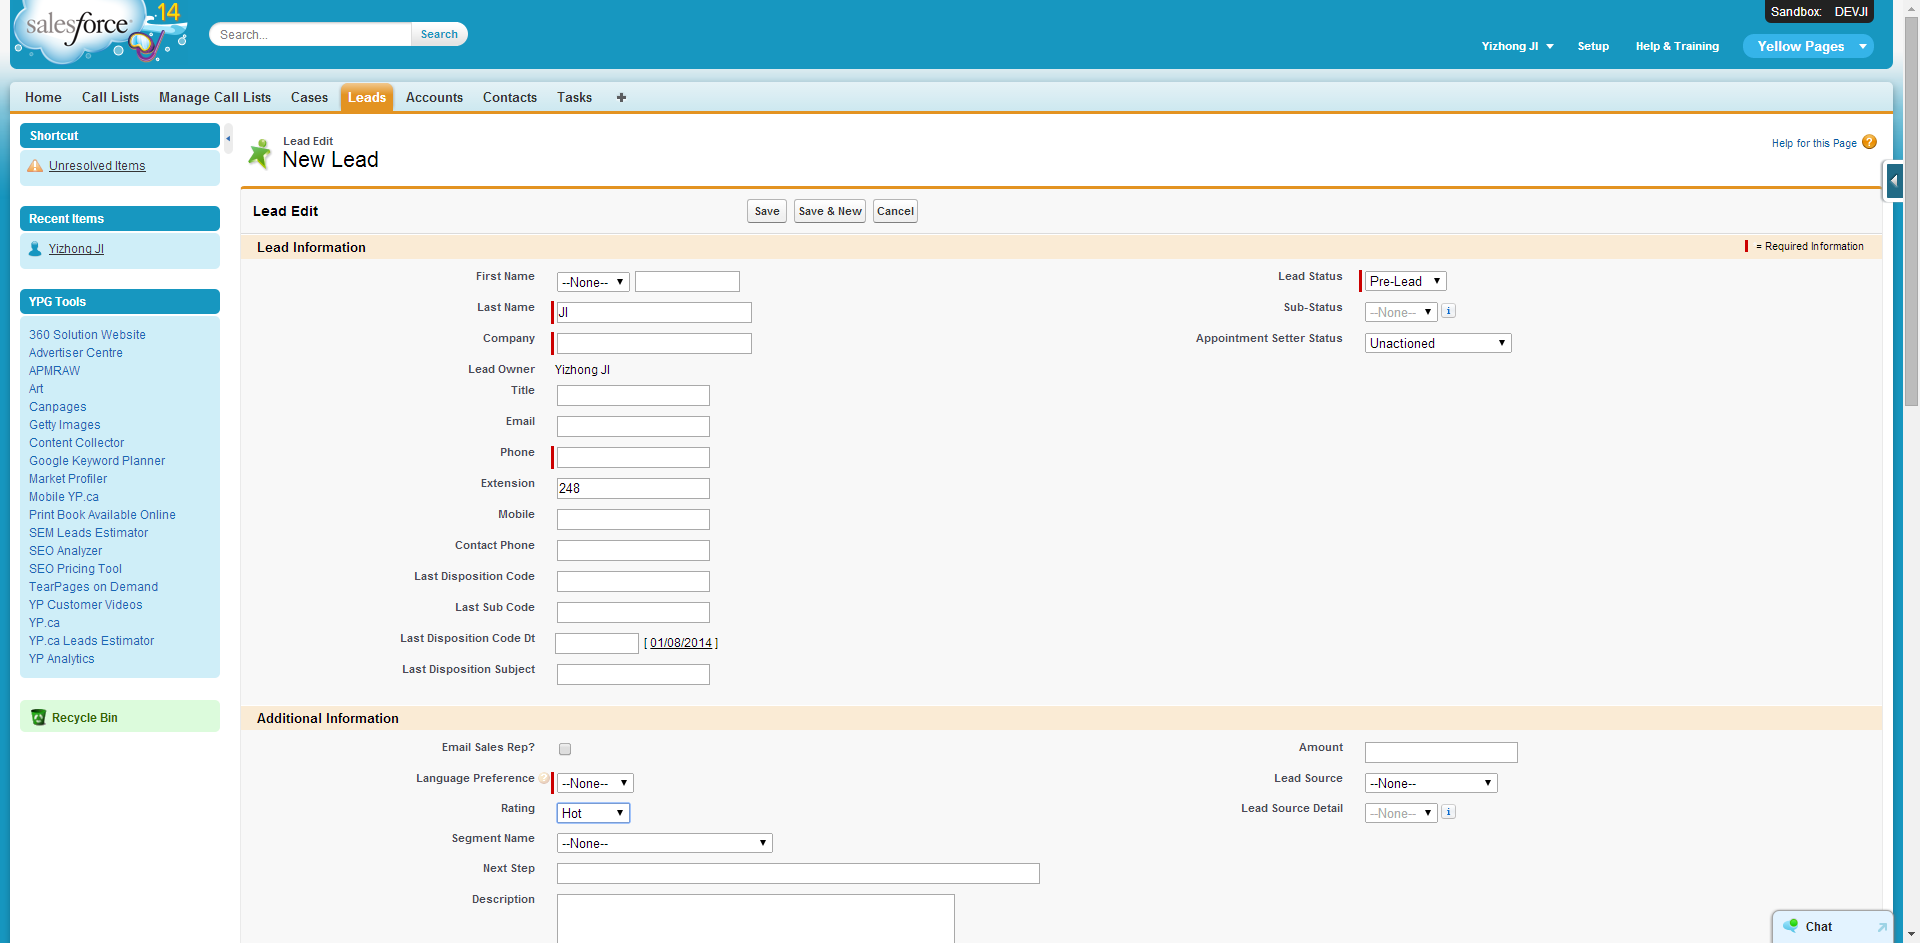 salesforce
14
Search...
Search
Sandbox: DEVJI
Yizhong JI
Setup
Help & Training
Yellow Pages
Home
Call Lists
Manage Call Lists
Cases
Leads
Accounts
Contacts
Tasks
+
Shortcut
Unresolved Items
Recent Items
Yizhong JI
YPG Tools
360 Solution Website
Advertiser Centre
APMRAW
Art
Canpages
Getty Images
Content Collector
Google Keyword Planner
Market Profiler
Mobile YP.ca
Print Book Available Online
SEM Leads Estimator
SEO Analyzer
SEO Pricing Tool
TearPages on Demand
YP Customer Videos
YP.ca
YP.ca Leads Estimator
YP Analytics
Recycle Bin
Lead Edit
New Lead
Help for this Page ?
Lead Edit
Save
Save & New
Cancel
Lead Information
= Required Information
First Name --None--
Last Name JI
Company
Lead Owner Yizhong JI
Title
Email
Phone
Extension 248
Mobile
Contact Phone
Last Disposition Code
Last Sub Code
Last Disposition Code Dt [ 01/08/2014 ]
Last Disposition Subject
Lead Status Pre-Lead
Sub-Status --None-- i
Appointment Setter Status Unactioned
Additional Information
Email Sales Rep?
Language Preference ? --None--
Rating Hot
Segment Name --None--
Next Step
Description
Amount
Lead Source --None--
Lead Source Detail --None-- i
Chat